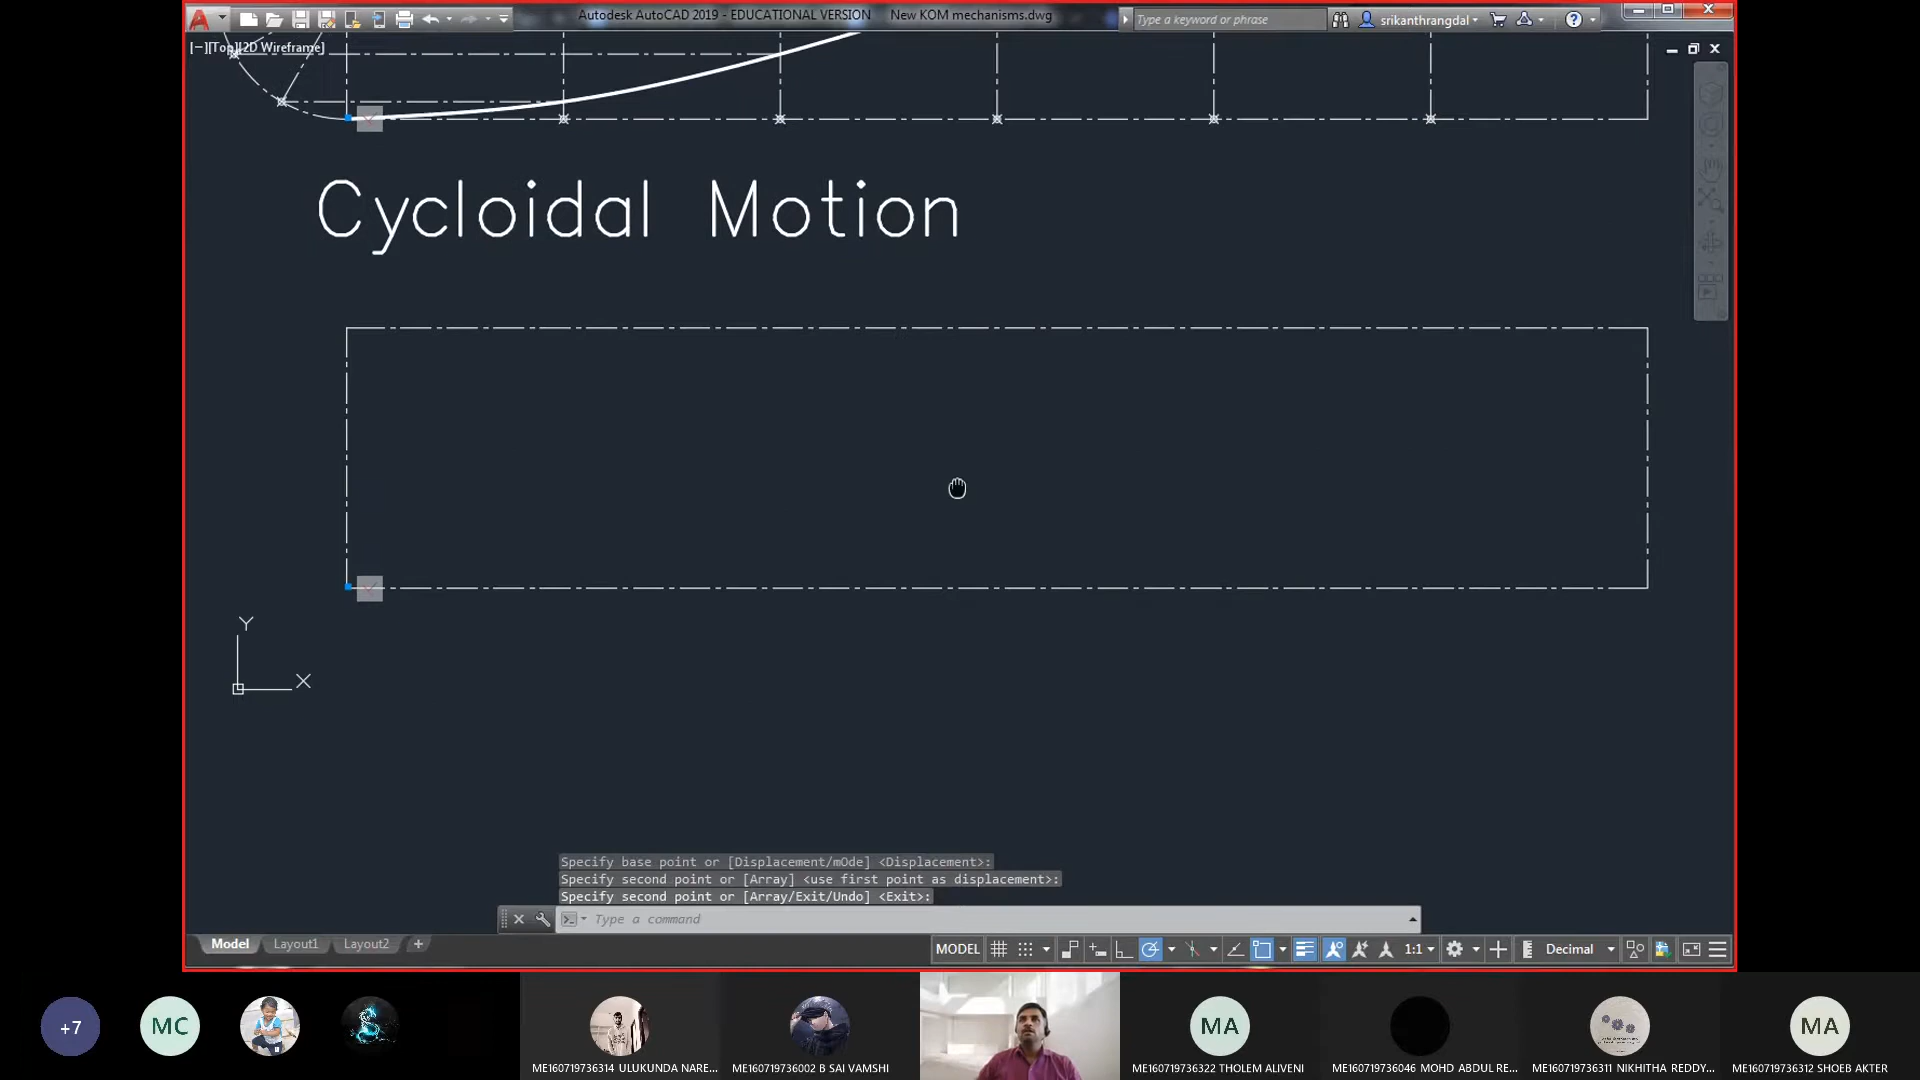 Autodesk AutoCAD 2019 - EDUCATIONAL VERSION New KOM mechanisms.dwg
Type a keyword or phrase
srikanthrangdal
[−][Top][2D Wireframe]
Cycloidal Motion
Y
X
Specify base point or [Displacement/mOde] <Displacement>:
Specify second point or [Array] <use first point as displacement>:
Specify second point or [Array/Exit/Undo] <Exit>:
Type a command
Model Layout1 Layout2 +
MODEL 1:1 Decimal
+7 MC MA MA
ME160719736314 ULUKUNDA NARE... ME160719736002 B SAI VAMSHI ME160719736322 THOLEM ALIVENI ME160719736046 MOHD ABDUL RE... ME160719736311 NIKHITHA REDDY... ME160719736312 SHOEB AKTER